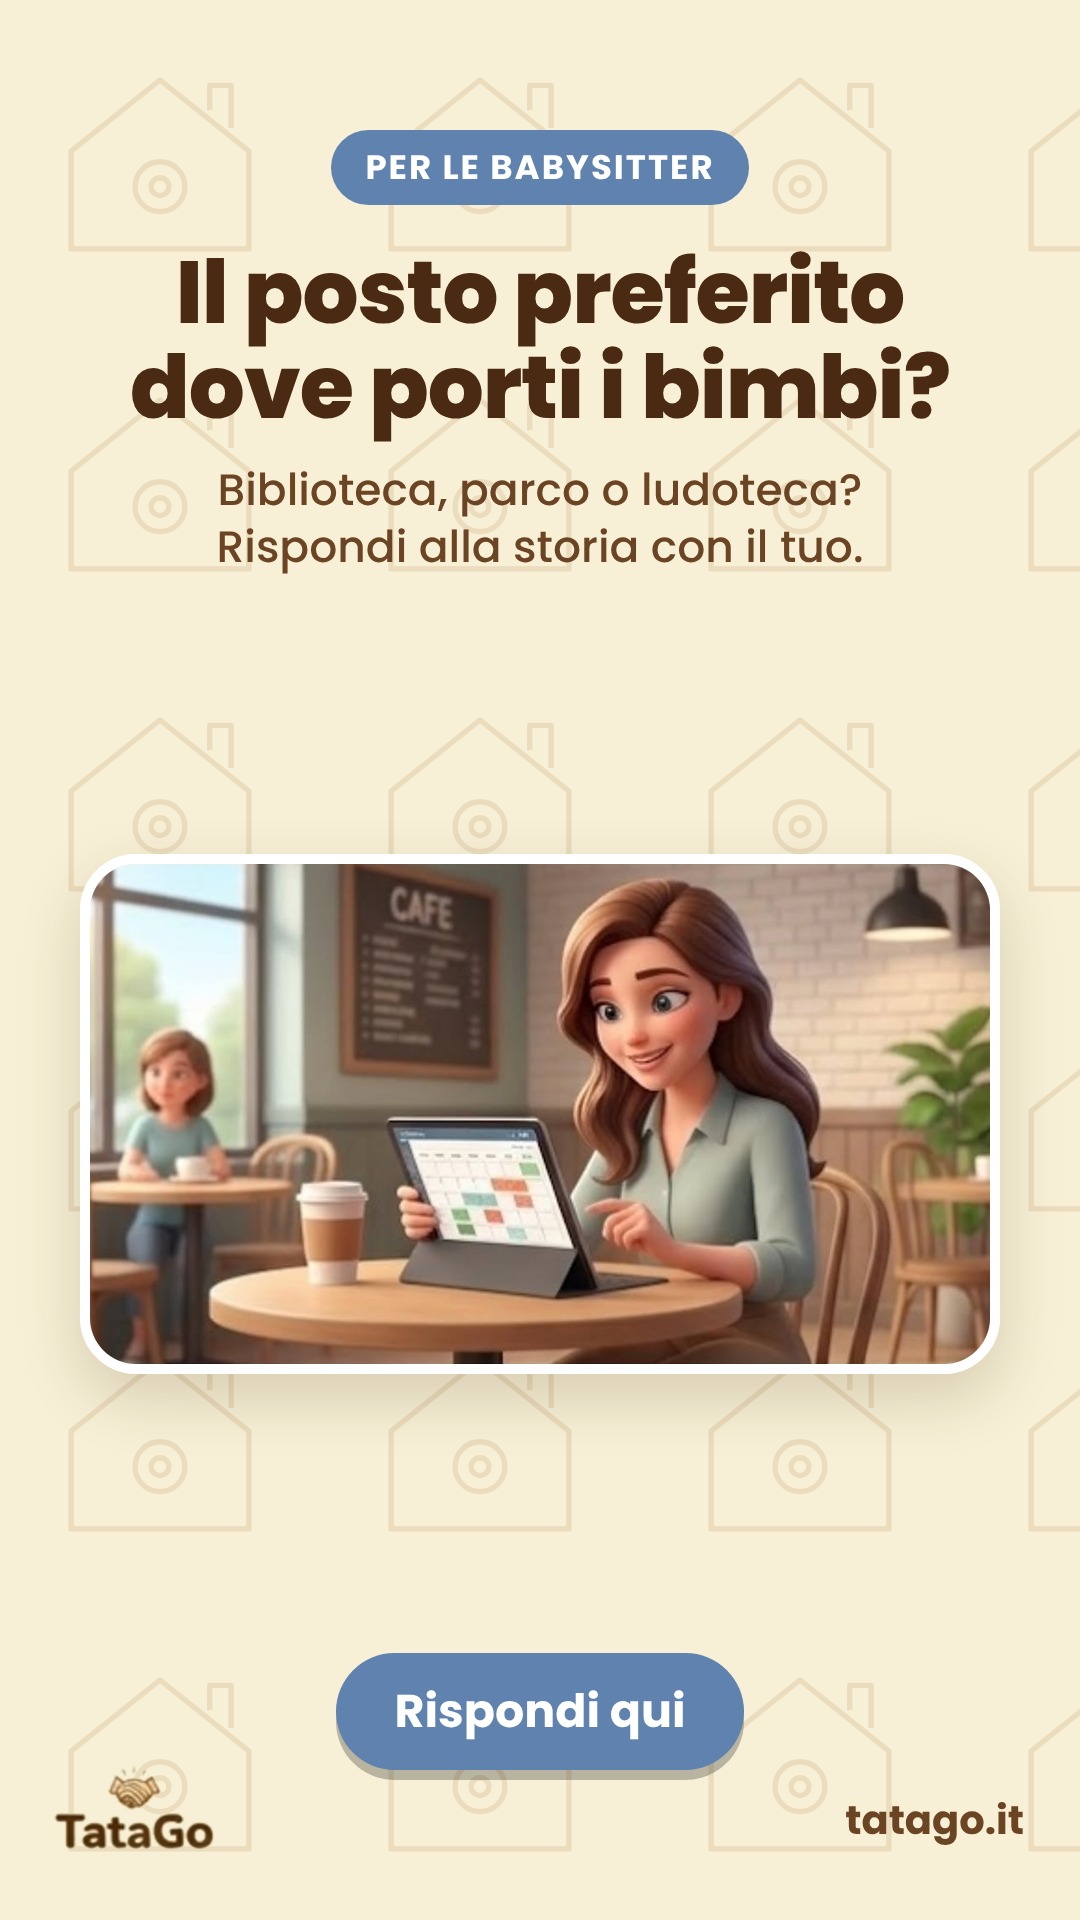 PER LE BABYSITTER
Il posto preferito
dove porti i bimbi?
Biblioteca, parco o ludoteca?
Rispondi alla storia con il tuo.
CAFE
Rispondi qui
TataGo
tatago.it